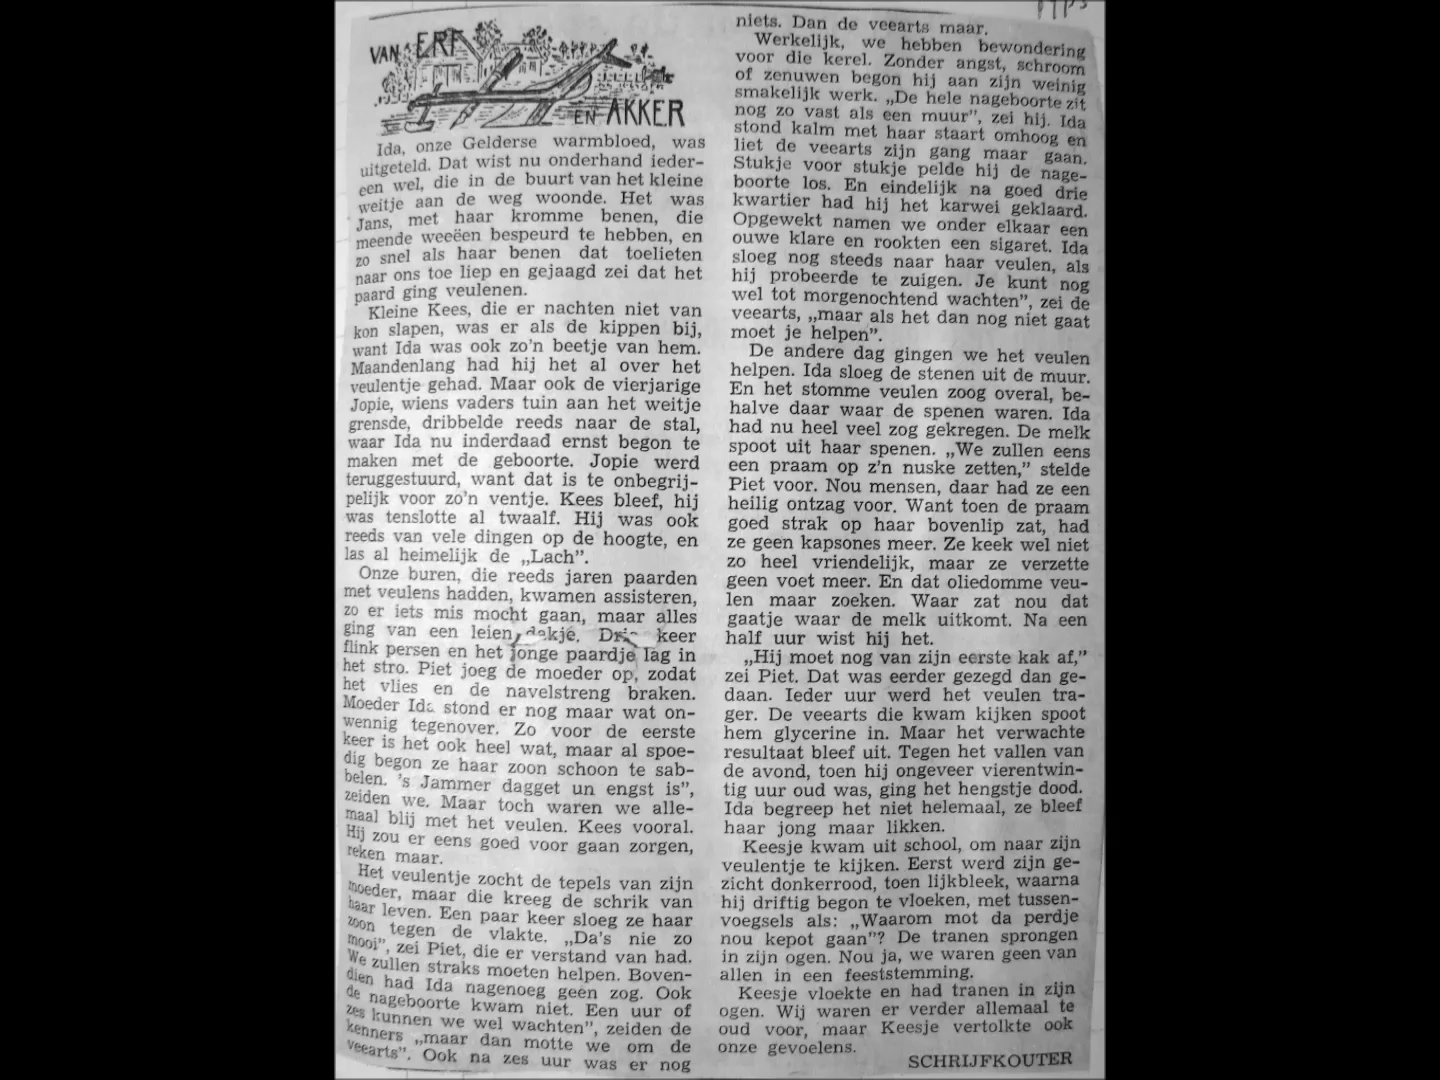 VAN ERF
EN AKKER
Ida, onze Gelderse warmbloed, was
uitgeteld. Dat wist nu onderhand ieder-
een wel, die in de buurt van het kleine
weitje aan de weg woonde. Het was
Jans, met haar kromme benen, die
meende weeëen bespeurd te hebben, en
zo snel als haar benen dat toelieten
naar ons toe liep en gejaagd zei dat het
paard ging veulenen.
Kleine Kees, die er nachten niet van
kon slapen, was er als de kippen bij,
want Ida was ook zo'n beetje van hem.
Maandenlang had hij het al over het
veulentje gehad. Maar ook de vierjarige
Jopie, wiens vaders tuin aan het weitje
grensde, dribbelde reeds naar de stal,
waar Ida nu inderdaad ernst begon te
maken met de geboorte. Jopie werd
teruggestuurd, want dat is te onbegrij-
pelijk voor zo'n ventje. Kees bleef, hij
was tenslotte al twaalf. Hij was ook
reeds van vele dingen op de hoogte, en
las al heimelijk de „Lach”.
Onze buren, die reeds jaren paarden
met veulens hadden, kwamen assisteren,
zo er iets mis mocht gaan, maar alles
ging van een leien dakje. Drie keer
flink persen en het jonge paardje lag in
het stro. Piet joeg de moeder op, zodat
het vlies en de navelstreng braken.
Moeder Ida stond er nog maar wat on-
wennig tegenover. Zo voor de eerste
keer is het ook heel wat, maar al spoe-
dig begon ze haar zoon schoon te sab-
belen. 's Jammer dagget un engst is”,
zeiden we. Maar toch waren we alle-
maal blij met het veulen. Kees vooral.
Hij zou er eens goed voor gaan zorgen,
reken maar.
Het veulentje zocht de tepels van zijn
moeder, maar die kreeg de schrik van
haar leven. Een paar keer sloeg ze haar
zoon tegen de vlakte. „Da's nie zo
mooi”, zei Piet, die er verstand van had.
We zullen straks moeten helpen. Boven-
dien had Ida nagenoeg geen zog. Ook
de nageboorte kwam niet. Een uur of
zes kunnen we wel wachten”, zeiden de
kenners „maar dan motte we om de
veearts”. Ook na zes uur was er nog
niets. Dan de veearts maar.
Werkelijk, we hebben bewondering
voor die kerel. Zonder angst, schroom
of zenuwen begon hij aan zijn weinig
smakelijk werk. „De hele nageboorte zit
nog zo vast als een muur”, zei hij. Ida
stond kalm met haar staart omhoog en
liet de veearts zijn gang maar gaan.
Stukje voor stukje pelde hij de nage-
boorte los. En eindelijk na goed drie
kwartier had hij het karwei geklaard.
Opgewekt namen we onder elkaar een
ouwe klare en rookten een sigaret. Ida
sloeg nog steeds naar haar veulen, als
hij probeerde te zuigen. Je kunt nog
wel tot morgenochtend wachten”, zei de
veearts, „maar als het dan nog niet gaat
moet je helpen”.
De andere dag gingen we het veulen
helpen. Ida sloeg de stenen uit de muur.
En het stomme veulen zoog overal, be-
halve daar waar de spenen waren. Ida
had nu heel veel zog gekregen. De melk
spoot uit haar spenen. „We zullen eens
een praam op z'n nuske zetten,” stelde
Piet voor. Nou mensen, daar had ze een
heilig ontzag voor. Want toen de praam
goed strak op haar bovenlip zat, had
ze geen kapsones meer. Ze keek wel niet
zo heel vriendelijk, maar ze verzette
geen voet meer. En dat oliedomme veu-
len maar zoeken. Waar zat nou dat
gaatje waar de melk uitkomt. Na een
half uur wist hij het.
„Hij moet nog van zijn eerste kak af,”
zei Piet. Dat was eerder gezegd dan ge-
daan. Ieder uur werd het veulen tra-
ger. De veearts die kwam kijken spoot
hem glycerine in. Maar het verwachte
resultaat bleef uit. Tegen het vallen van
de avond, toen hij ongeveer vierentwin-
tig uur oud was, ging het hengstje dood.
Ida begreep het niet helemaal, ze bleef
haar jong maar likken.
Keesje kwam uit school, om naar zijn
veulentje te kijken. Eerst werd zijn ge-
zicht donkerrood, toen lijkbleek, waarna
hij driftig begon te vloeken, met tussen-
voegsels als: „Waarom mot da perdje
nou kepot gaan”? De tranen sprongen
in zijn ogen. Nou ja, we waren geen van
allen in een feeststemming.
Keesje vloekte en had tranen in zijn
ogen. Wij waren er verder allemaal te
oud voor, maar Keesje vertolkte ook
onze gevoelens.
SCHRIJFKOUTER